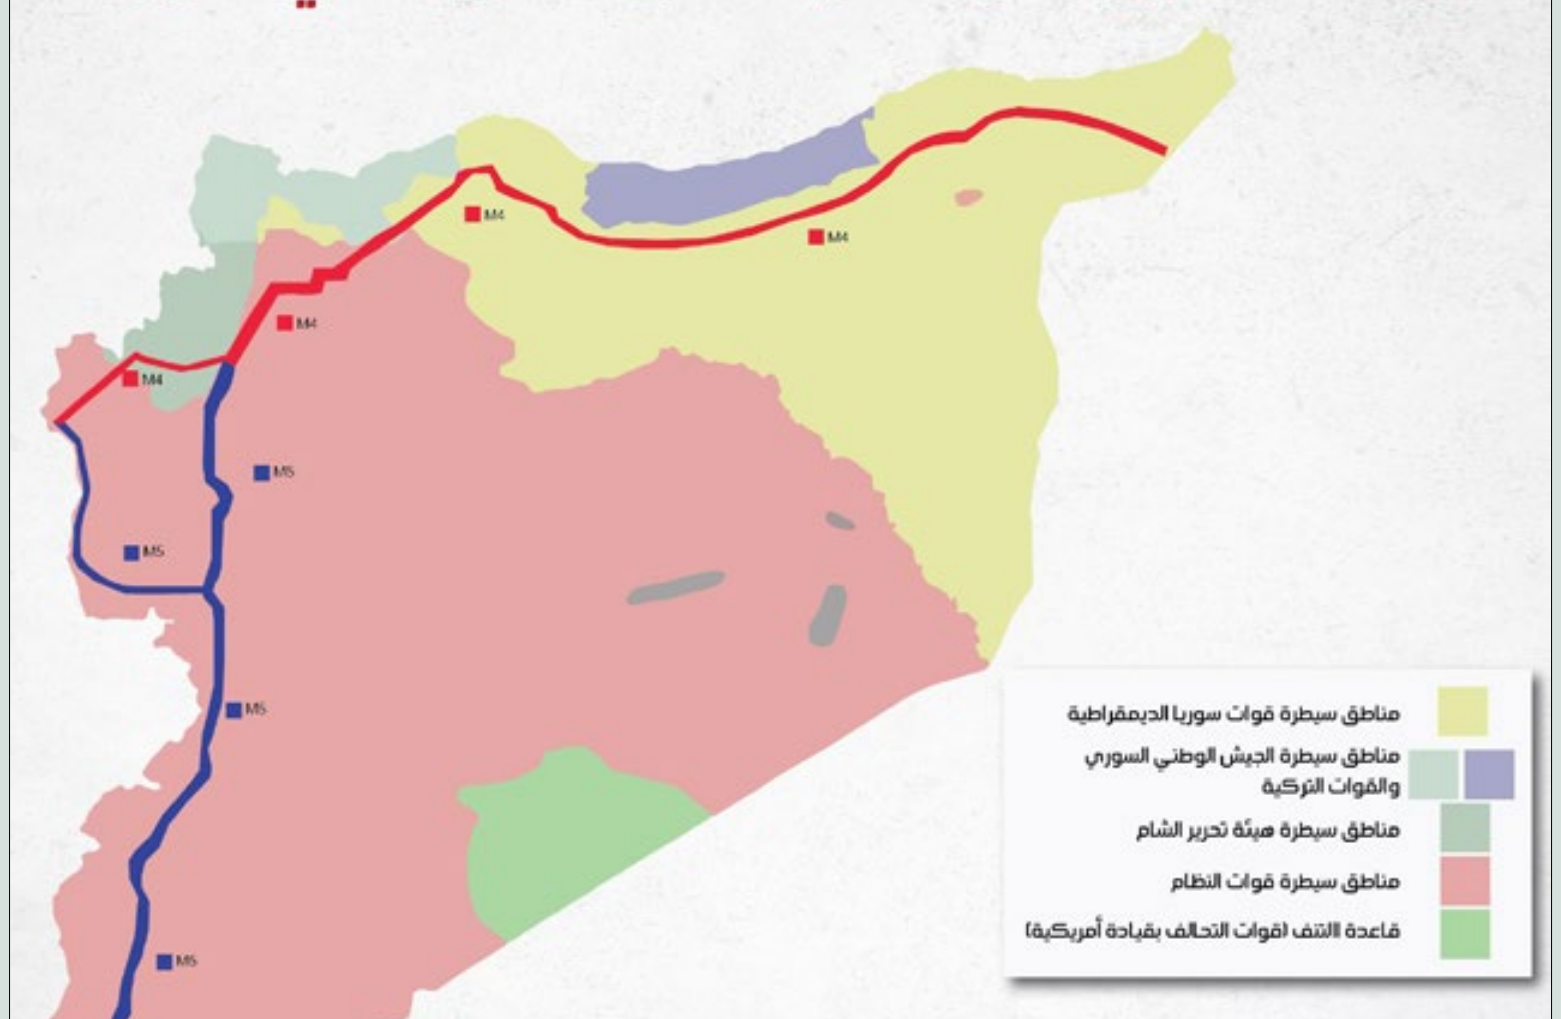 M4
M4
M4
M4
M5
M5
M5
M5
مناطق سيطرة قوات سوريا الديمقراطية
مناطق سيطرة الجيش الوطني السوري
والقوات التركية
مناطق سيطرة هيئة تحرير الشام
مناطق سيطرة قوات النظام
قاعدة التنف (قوات التحالف بقيادة أمريكية)